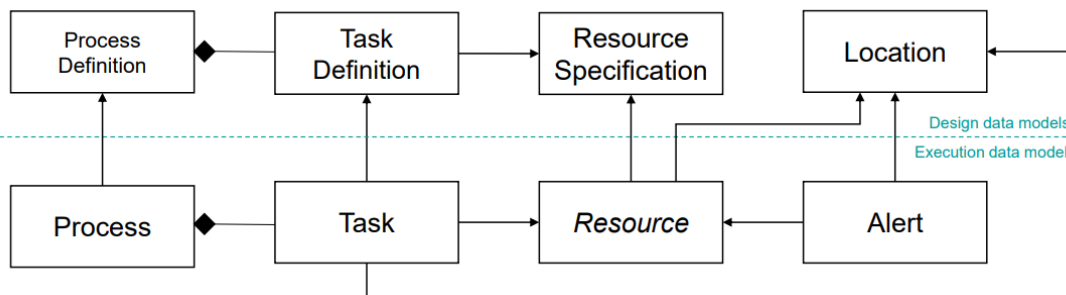 Process
Definition
Task
Definition
Resource
Specification
Location
Design data models
Execution data model
Process
Task
Resource
Alert